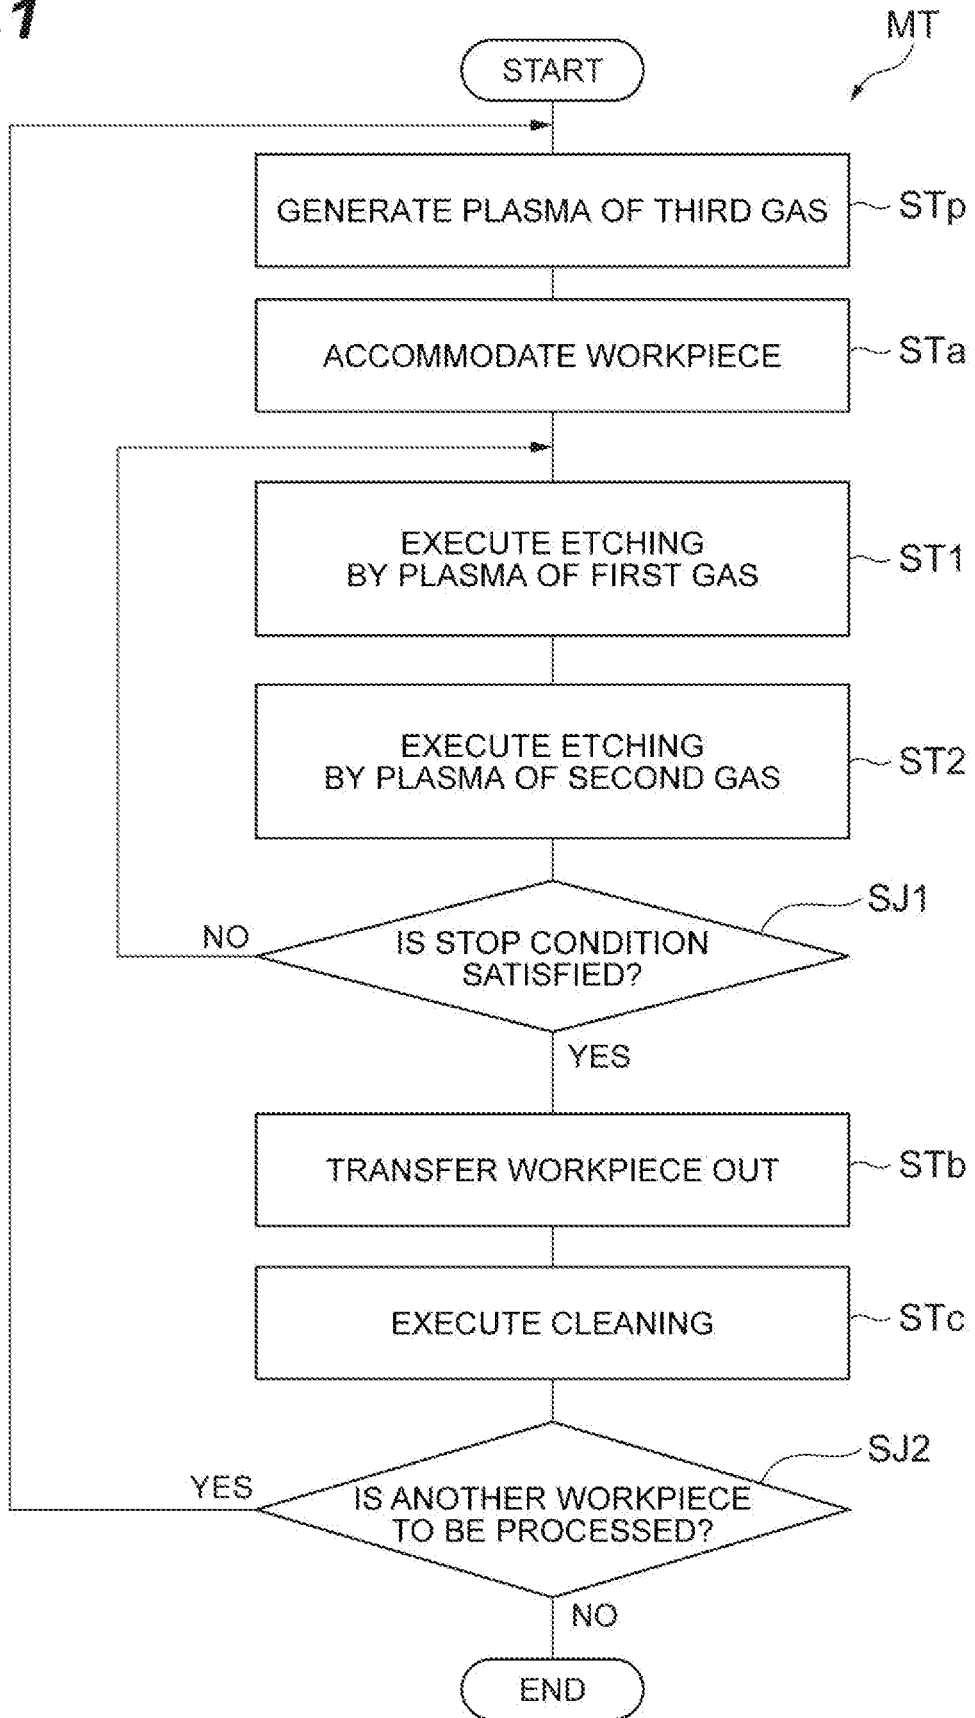 1
MT
START
GENERATE PLASMA OF THIRD GAS
STp
ACCOMMODATE WORKPIECE
STa
EXECUTE ETCHING
BY PLASMA OF FIRST GAS
ST1
EXECUTE ETCHING
BY PLASMA OF SECOND GAS
ST2
SJ1
NO
IS STOP CONDITION
SATISFIED?
YES
TRANSFER WORKPIECE OUT
STb
EXECUTE CLEANING
STc
SJ2
YES
IS ANOTHER WORKPIECE
TO BE PROCESSED?
NO
END